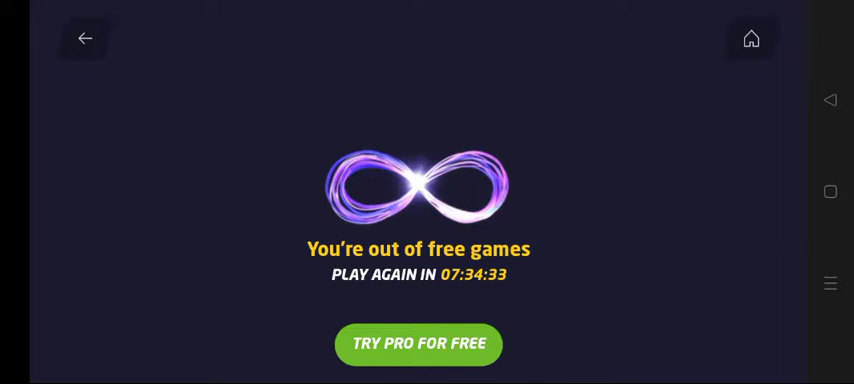 You're out of free games
PLAY AGAIN IN 07:34:33
TRY PRO FOR FREE